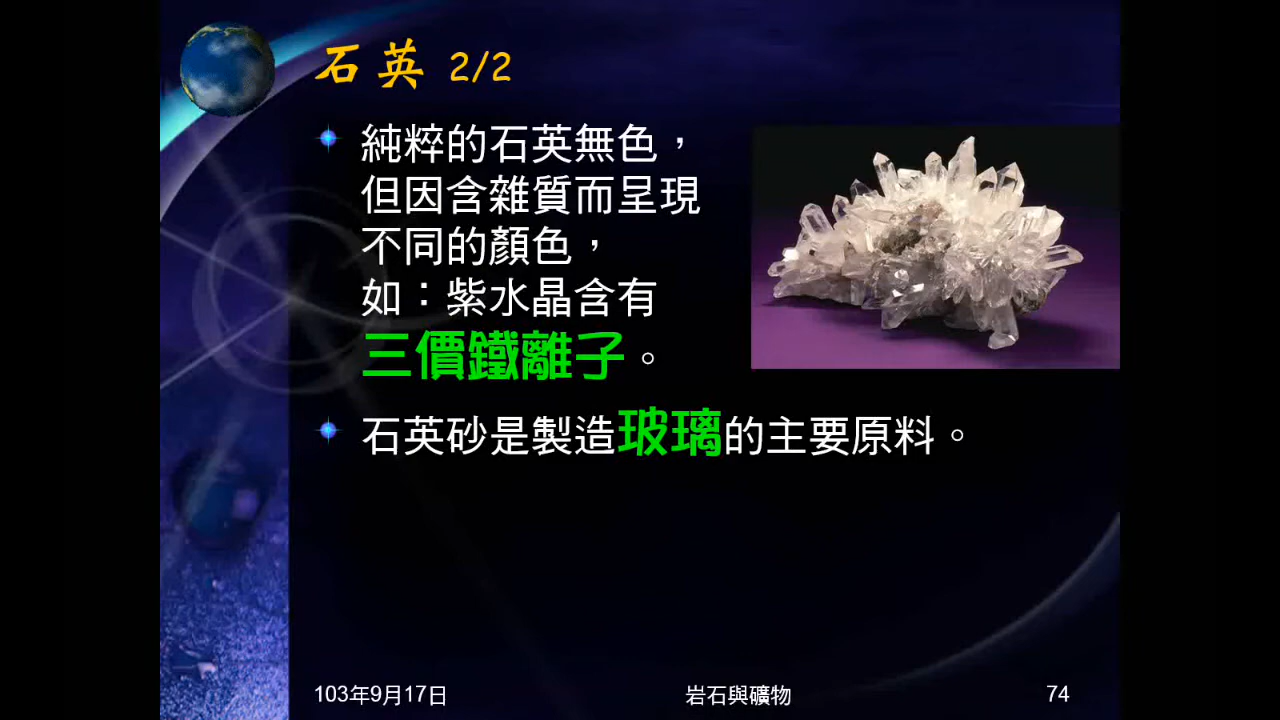 石英 2/2
純粹的石英無色，
但因含雜質而呈現
不同的顏色，
如：紫水晶含有
三價鐵離子。
石英砂是製造玻璃的主要原料。
103年9月17日
岩石與礦物
74